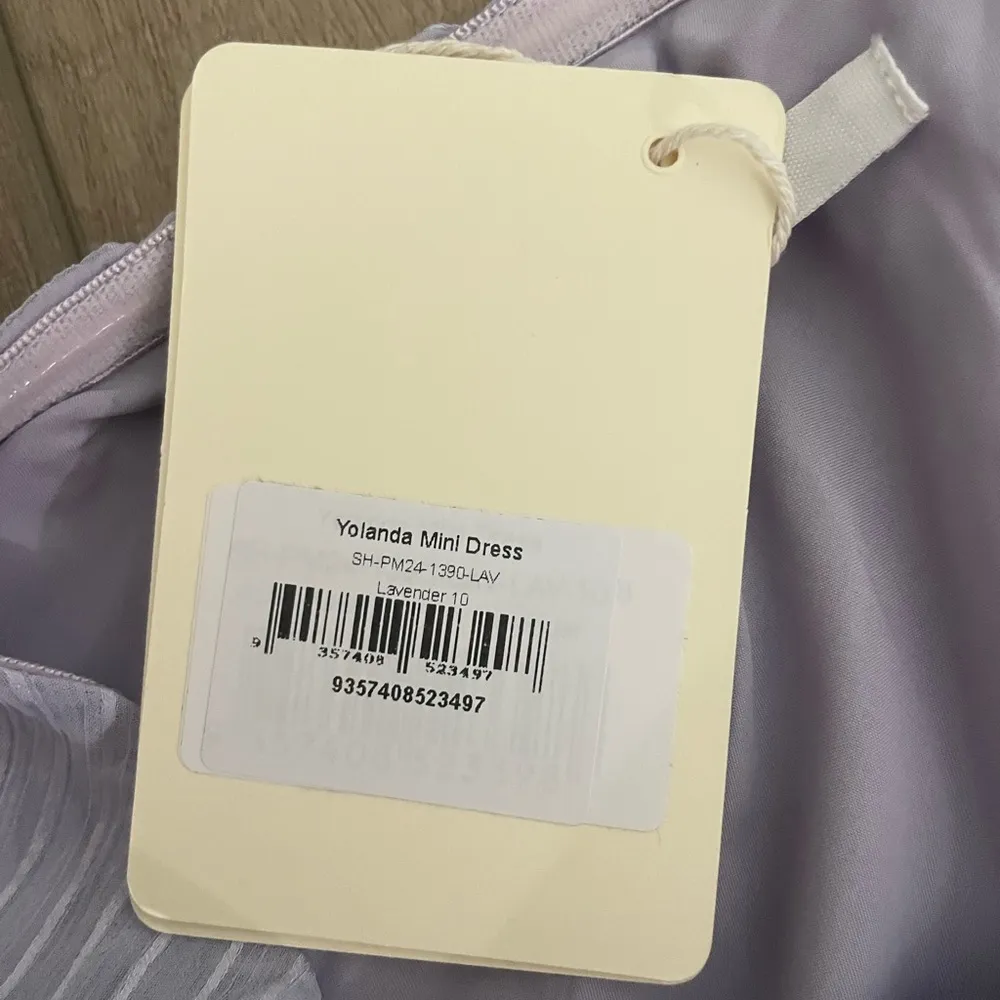 Yolanda Mini Dress
SH-PM24-1390-LAV
Lavender 10
9 357408 523497
9357408523497